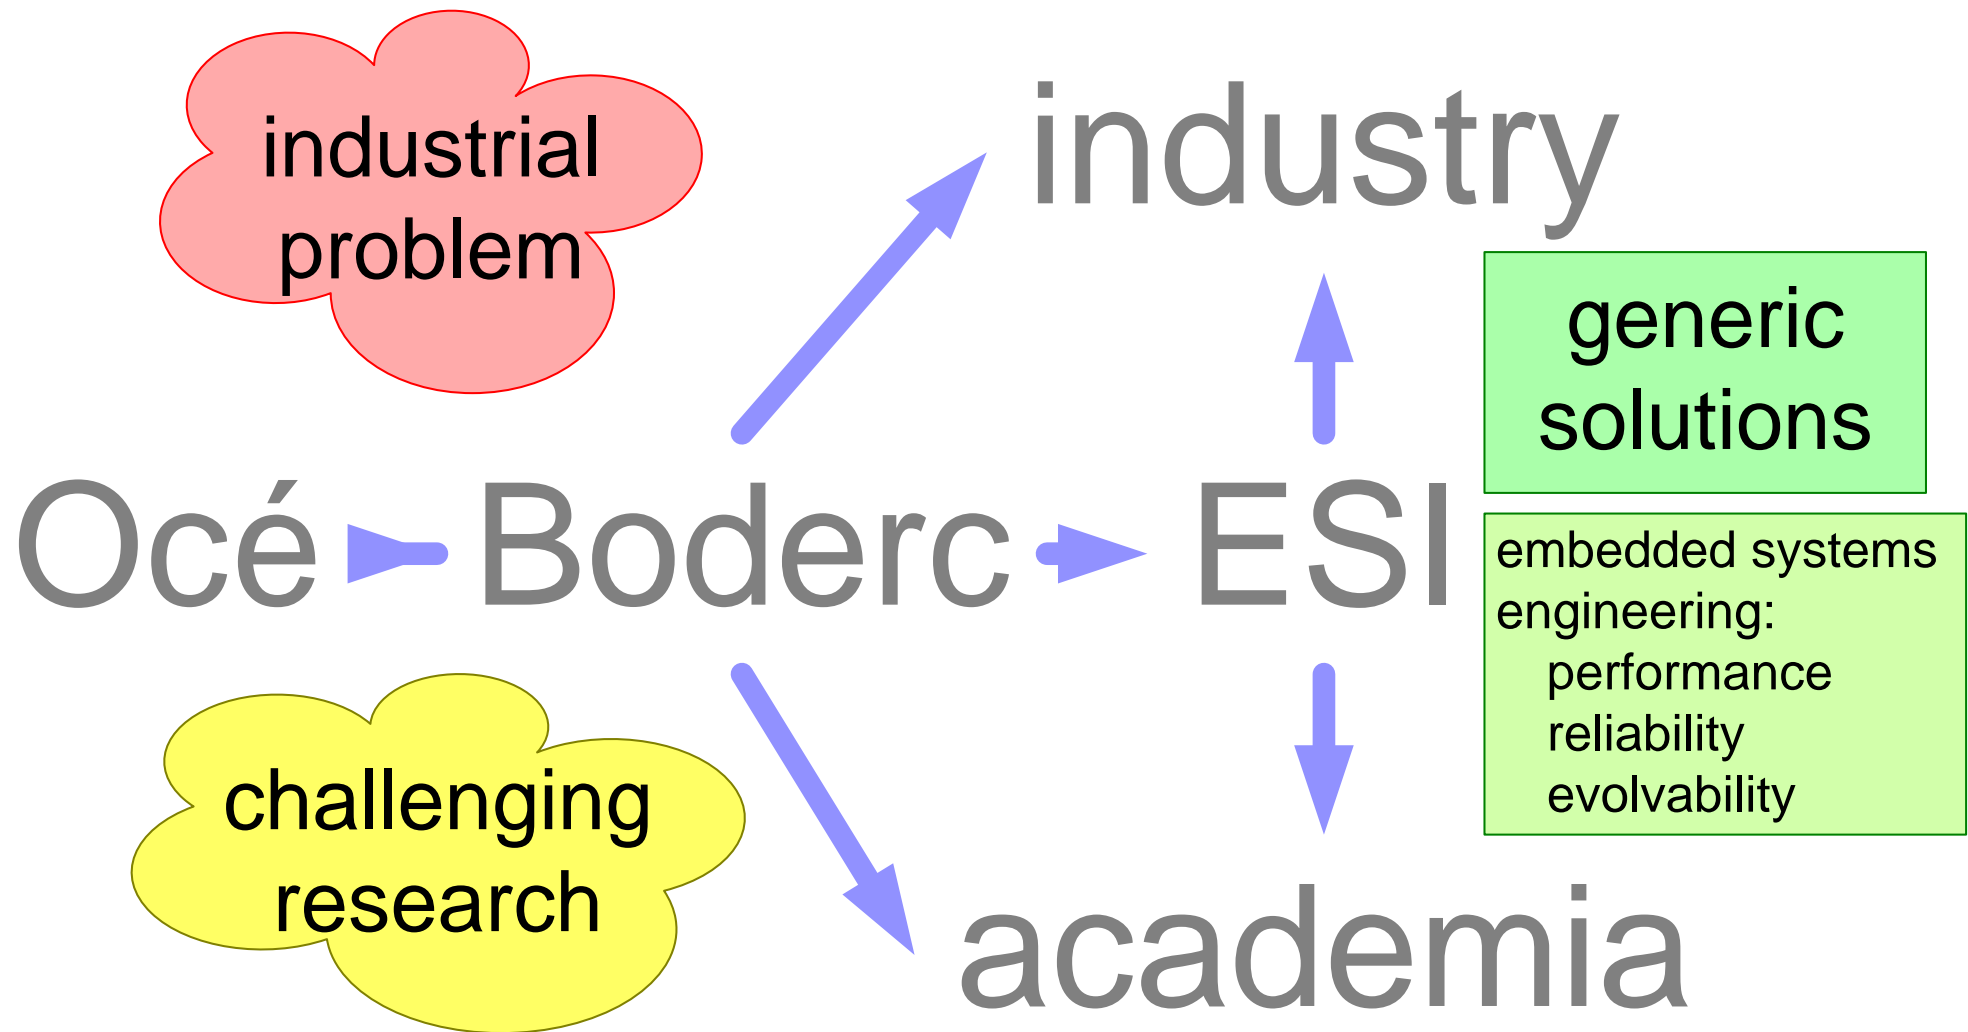 industrial
problem
industry
generic
solutions
Océ Boderc ESI
embedded systems
engineering:
performance
reliability
evolvability
challenging
research
academia